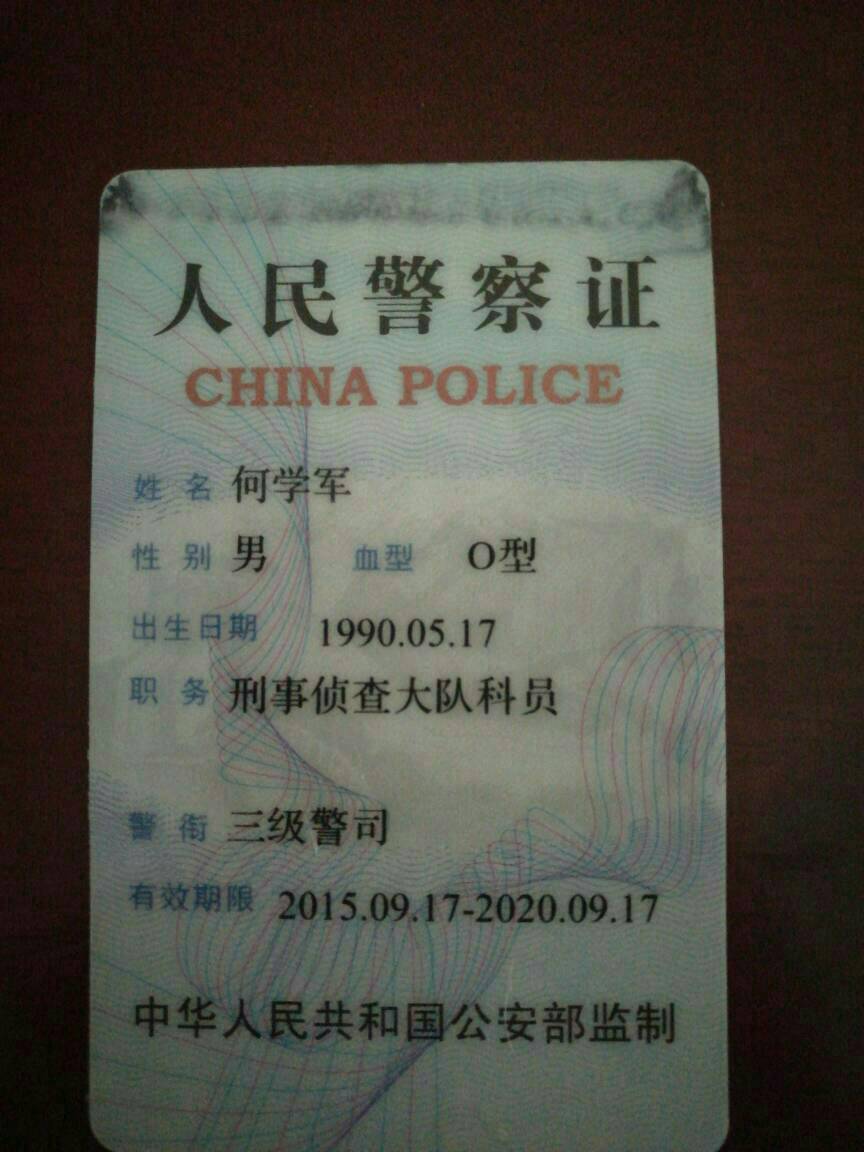 人民警察证
CHINA POLICE
姓名 何学军
性别 男 血型 O型
出生日期 1990.05.17
职务 刑事侦查大队科员
警衔 三级警司
有效期限 2015.09.17-2020.09.17
中华人民共和国公安部监制